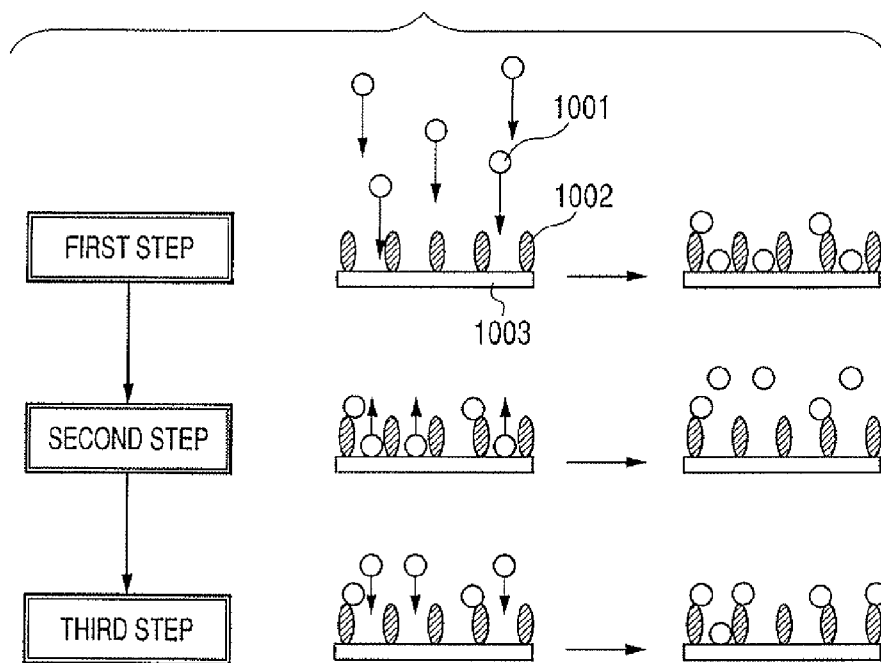 1001
1002
FIRST STEP
1003
SECOND STEP
THIRD STEP